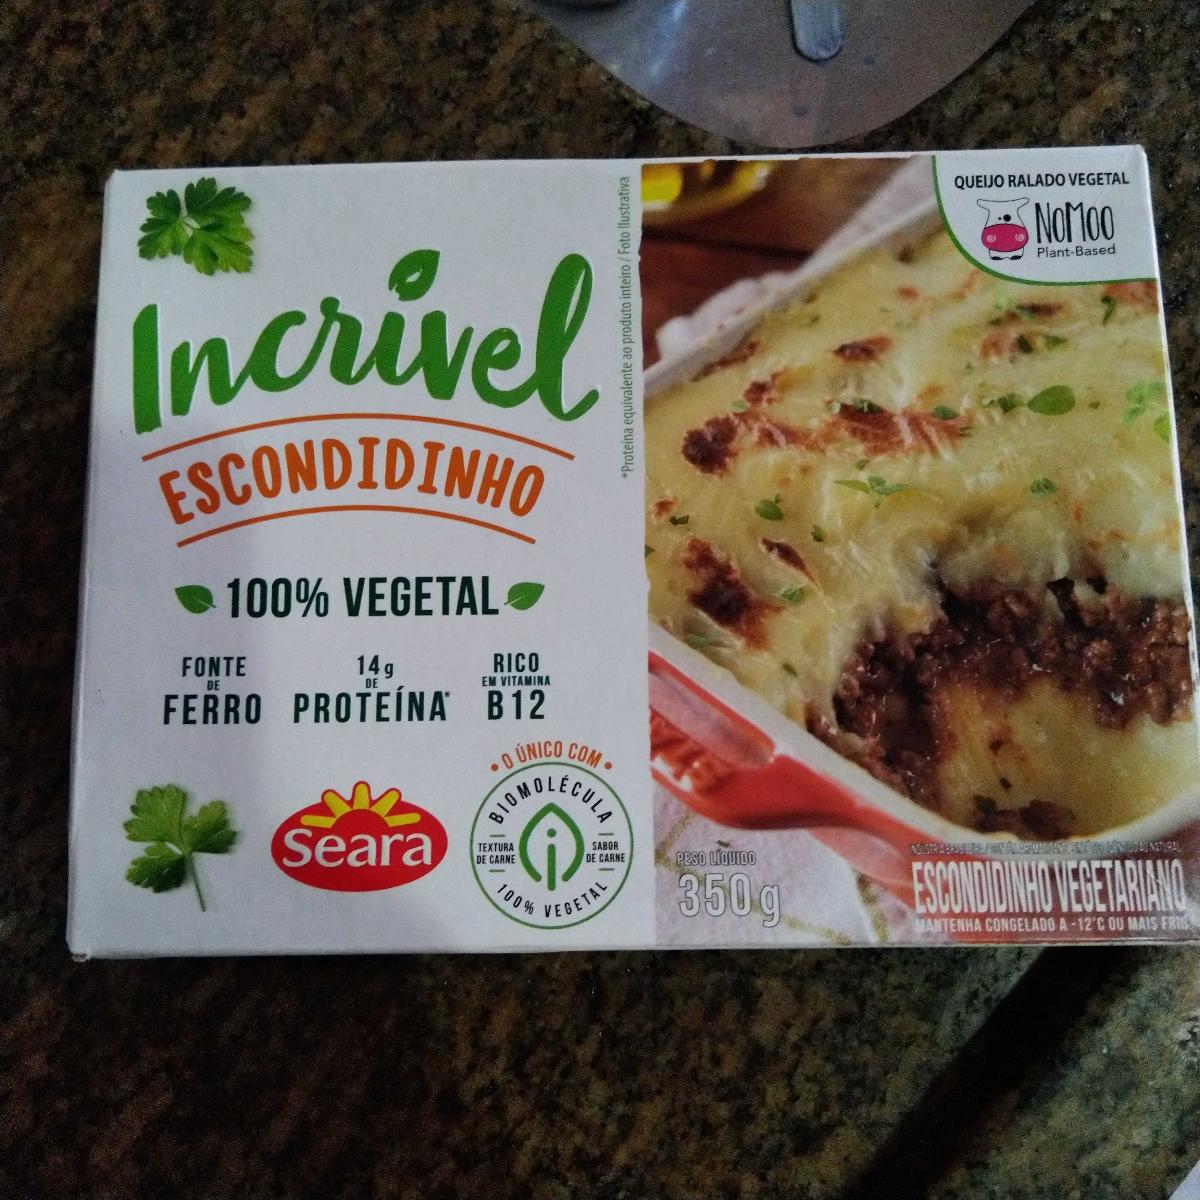 QUEIJO RALADO VEGETAL
NoMoo
Plant-Based
Incrível
ESCONDIDINHO
100% VEGETAL
FONTE
DE
FERRO
14g
DE
PROTEÍNA*
RICO
EM VITAMINA
B12
*Proteína equivalente ao produto inteiro / Foto Ilustrativa
Seara
• O ÚNICO COM •
BIOMOLÉCULA
TEXTURA
DE CARNE
SABOR
DE CARNE
100% VEGETAL
PESO LÍQUIDO
350g
ESCONDIDINHO VEGETARIANO
MANTENHA CONGELADO A -12°C OU MAIS FRIO